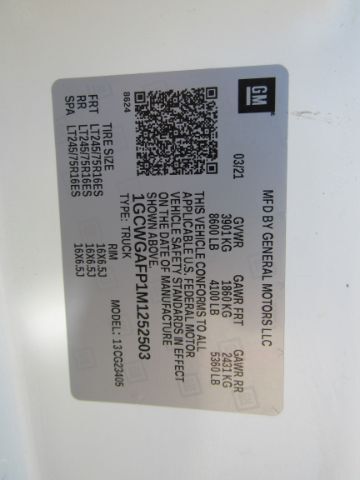 GM
MFD BY GENERAL MOTORS LLC
03/21 GVWR GAWR FRT GAWR RR
3901 KG 1860 KG 2431 KG
8600 LB 4100 LB 5360 LB
THIS VEHICLE CONFORMS TO ALL
APPLICABLE U.S. FEDERAL MOTOR
VEHICLE SAFETY STANDARDS IN EFFECT
ON THE DATE OF MANUFACTURE
SHOWN ABOVE.
1GCWGAFP1M1252503
TYPE: TRUCK MODEL: 13CG23405
8624
TIRE SIZE RIM
FRT LT245/75R16ES 16X6.5J
RR LT245/75R16ES 16X6.5J
SPA LT245/75R16ES 16X6.5J